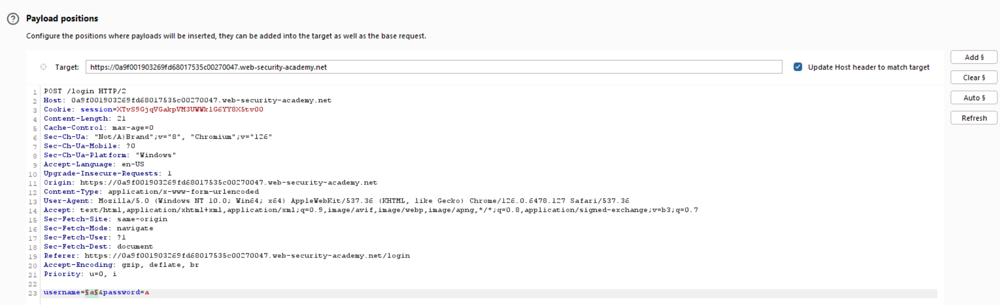 Payload positions
Configure the positions where payloads will be inserted, they can be added into the target as well as the base request.
Target: https://0a9f001903269fd68017535c00270047.web-security-academy.net
Update Host header to match target
Add §
Clear §
Auto §
Refresh
1 POST /login HTTP/2
2 Host: 0a9f001903269fd68017535c00270047.web-security-academy.net
3 Cookie: session=XTvS9GjqVGakpVM3UWWk1G6YY8X5tv00
4 Content-Length: 21
5 Cache-Control: max-age=0
6 Sec-Ch-Ua: "Not/A)Brand";v="8", "Chromium";v="126"
7 Sec-Ch-Ua-Mobile: ?0
8 Sec-Ch-Ua-Platform: "Windows"
9 Accept-Language: en-US
10 Upgrade-Insecure-Requests: 1
11 Origin: https://0a9f001903269fd68017535c00270047.web-security-academy.net
12 Content-Type: application/x-www-form-urlencoded
13 User-Agent: Mozilla/5.0 (Windows NT 10.0; Win64; x64) AppleWebKit/537.36 (KHTML, like Gecko) Chrome/126.0.6478.127 Safari/537.36
14 Accept: text/html,application/xhtml+xml,application/xml;q=0.9,image/avif,image/webp,image/apng,*/*;q=0.8,application/signed-exchange;v=b3;q=0.7
15 Sec-Fetch-Site: same-origin
16 Sec-Fetch-Mode: navigate
17 Sec-Fetch-User: ?1
18 Sec-Fetch-Dest: document
19 Referer: https://0a9f001903269fd68017535c00270047.web-security-academy.net/login
20 Accept-Encoding: gzip, deflate, br
21 Priority: u=0, i
22
23 username=§a§&password=a